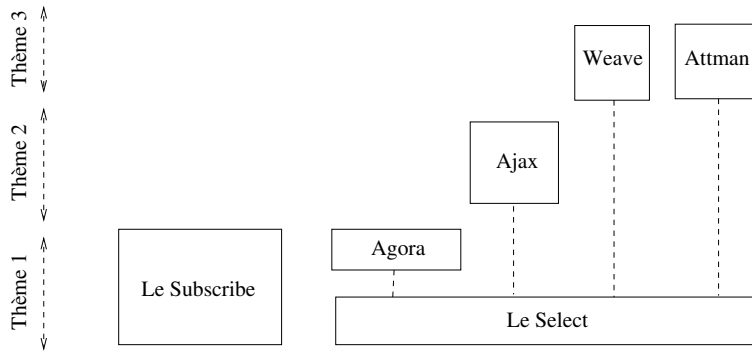 Thème 3
Weave
Attman
Thème 2
Ajax
Thème 1
Agora
Le Subscribe
Le Select